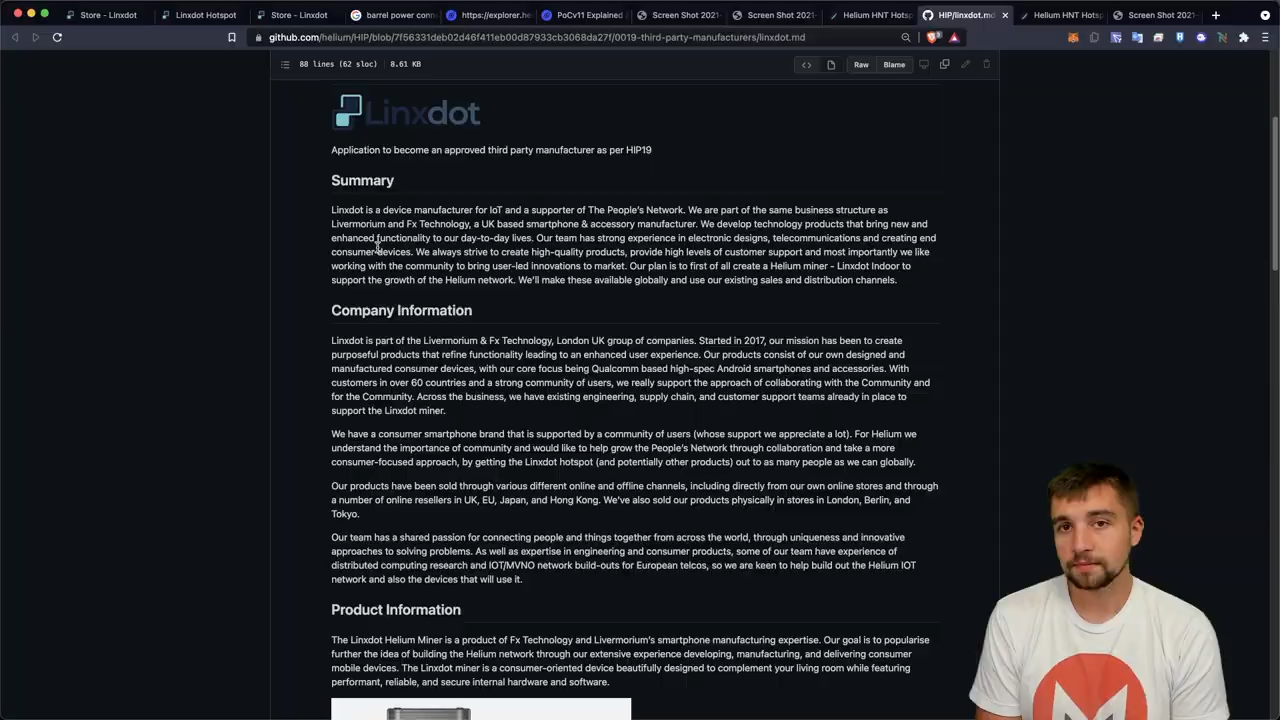 Store - Linxdot
Linxdot Hotspot
Store - Linxdot
barrel power conn
https://explorer.he
PoCv11 Explained
Screen Shot 2021-
Screen Shot 2021-
Helium HNT Hots
HIP/linxdot.md
Helium HNT Hots
Screen Shot 2021-
github.com/helium/HIP/blob/7f56331deb02d46f411eb00d87933cb3068da27f/0019-third-party-manufacturers/linxdot.md
88 lines (62 sloc) 8.61 KB
Raw
Blame
Linxdot
Application to become an approved third party manufacturer as per HIP19
Summary
Linxdot is a device manufacturer for IoT and a supporter of The People's Network. We are part of the same business structure as
Livermorium and Fx Technology, a UK based smartphone & accessory manufacturer. We develop technology products that bring new and
enhanced functionality to our day-to-day lives. Our team has strong experience in electronic designs, telecommunications and creating end
consumer devices. We always strive to create high-quality products, provide high levels of customer support and most importantly we like
working with the community to bring user-led innovations to market. Our plan is to first of all create a Helium miner - Linxdot Indoor to
support the growth of the Helium network. We'll make these available globally and use our existing sales and distribution channels.
Company Information
Linxdot is part of the Livermorium & Fx Technology, London UK group of companies. Started in 2017, our mission has been to create
purposeful products that refine functionality leading to an enhanced user experience. Our products consist of our own designed and
manufactured consumer devices, with our core focus being Qualcomm based high-spec Android smartphones and accessories. With
customers in over 60 countries and a strong community of users, we really support the approach of collaborating with the Community and
for the Community. Across the business, we have existing engineering, supply chain, and customer support teams already in place to
support the Linxdot miner.
We have a consumer smartphone brand that is supported by a community of users (whose support we appreciate a lot). For Helium we
understand the importance of community and would like to help grow the People's Network through collaboration and take a more
consumer-focused approach, by getting the Linxdot hotspot (and potentially other products) out to as many people as we can globally.
Our products have been sold through various different online and offline channels, including directly from our own online stores and through
a number of online resellers in UK, EU, Japan, and Hong Kong. We've also sold our products physically in stores in London, Berlin, and
Tokyo.
Our team has a shared passion for connecting people and things together from across the world, through uniqueness and innovative
approaches to solving problems. As well as expertise in engineering and consumer products, some of our team have experience of
distributed computing research and IOT/MVNO network build-outs for European telcos, so we are keen to help build out the Helium IOT
network and also the devices that will use it.
Product Information
The Linxdot Helium Miner is a product of Fx Technology and Livermorium's smartphone manufacturing expertise. Our goal is to popularise
further the idea of building the Helium network through our extensive experience developing, manufacturing, and delivering consumer
mobile devices. The Linxdot miner is a consumer-oriented device beautifully designed to complement your living room while featuring
performant, reliable, and secure internal hardware and software.